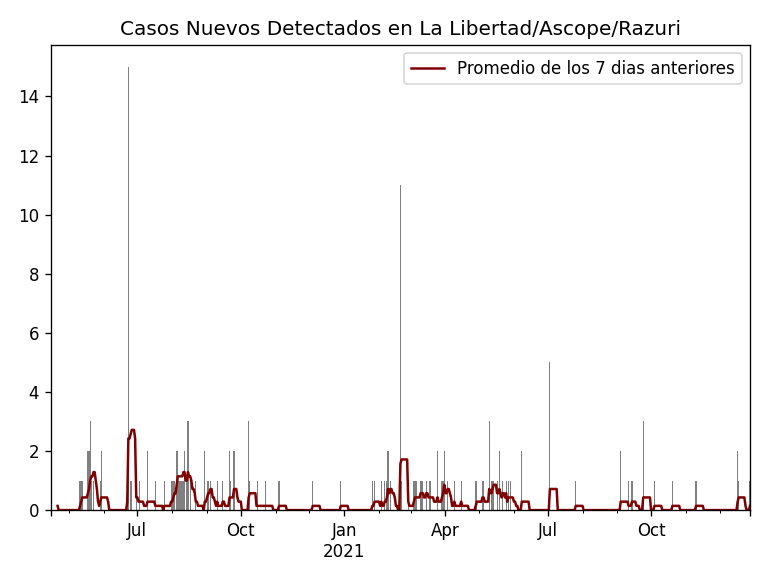 Casos Nuevos Detectados en La Libertad/Ascope/Razuri
Promedio de los 7 dias anteriores
14
12
10
8
6
4
2
0
Jul
Oct
Jan
Apr
Jul
Oct
2021